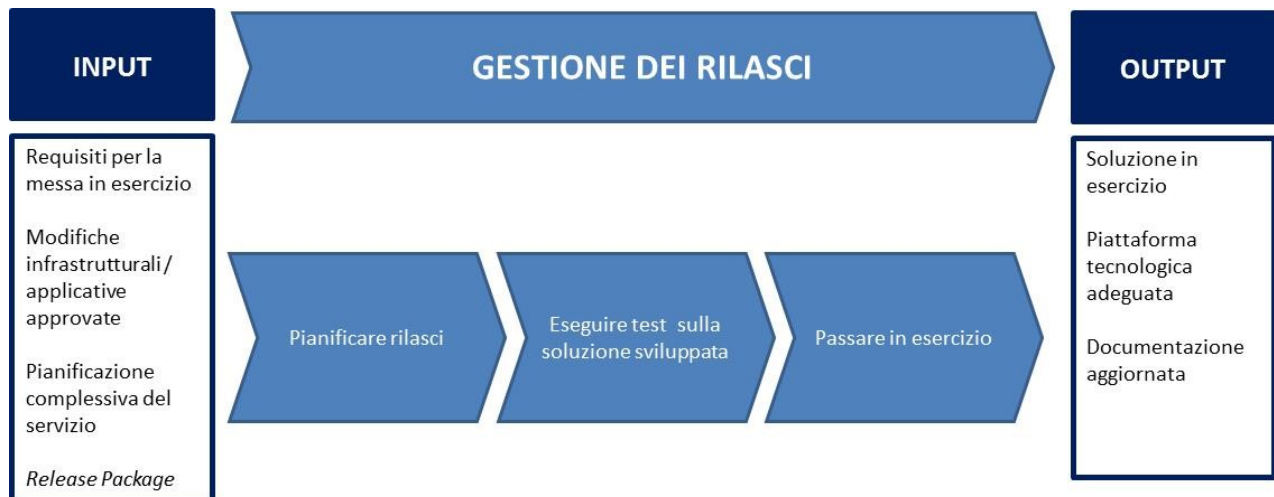 INPUT
GESTIONE DEI RILASCI
OUTPUT
Requisiti per la
messa in esercizio
Modifiche
infrastrutturali/
applicative
approvate
Pianificazione
complessiva del
servizio
Release Package
Pianificare rilasci
Eseguire test sulla
soluzione sviluppata
Passare in esercizio
Soluzione in
esercizio
Piattaforma
tecnologica
adeguata
Documentazione
aggiornata